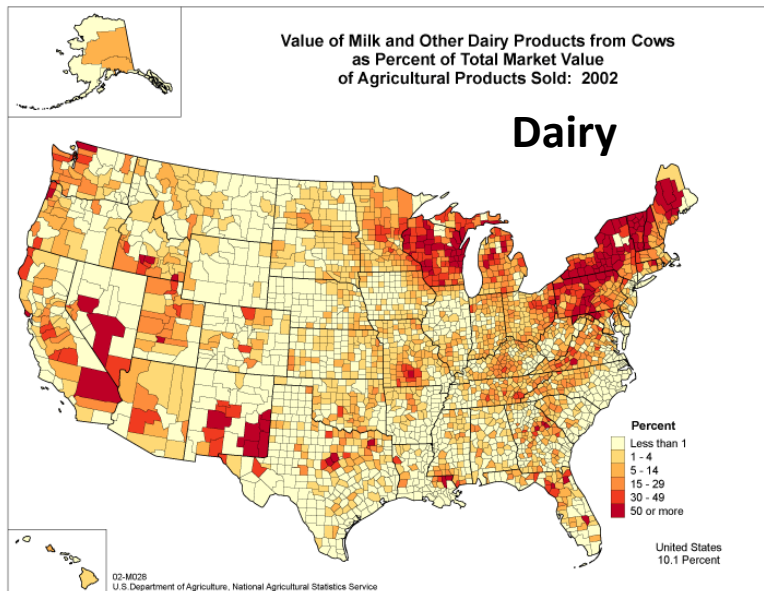 Value of Milk and Other Dairy Products from Cows
as Percent of Total Market Value
of Agricultural Products Sold: 2002
Dairy
Percent
Less than 1
1 - 4
5 - 14
15 - 29
30 - 49
50 or more
United States
10.1 Percent
02-M028
U.S.Department of Agriculture, National Agricultural Statistics Service